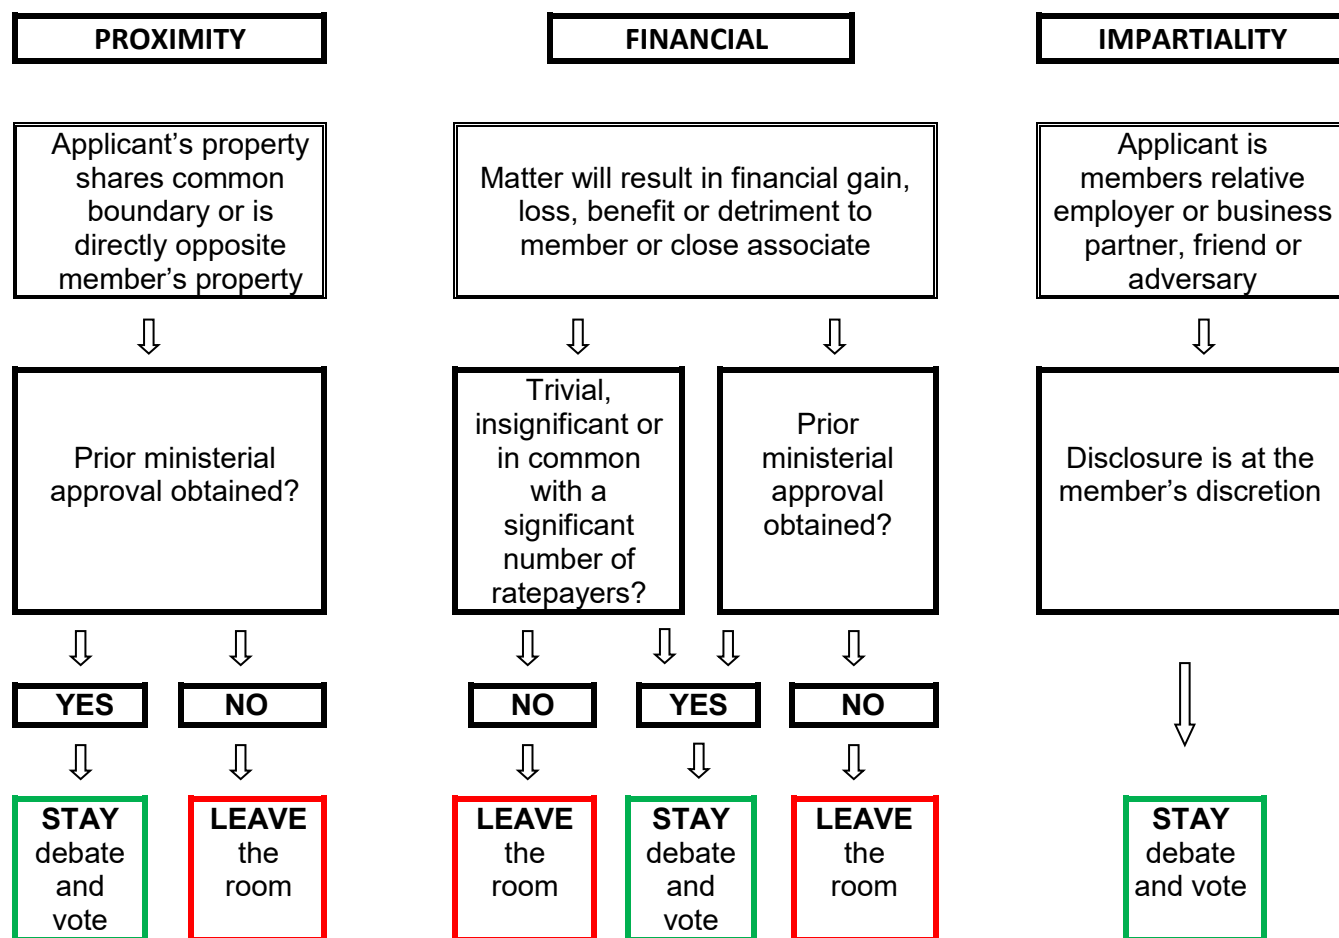 PROXIMITY
FINANCIAL
IMPARTIALITY
Applicant’s property
shares common
boundary or is
directly opposite
member’s property
Matter will result in financial gain,
loss, benefit or detriment to
member or close associate
Applicant is
members relative
employer or business
partner, friend or
adversary
Prior ministerial
approval obtained?
Trivial,
insignificant or
in common
with a
significant
number of
ratepayers?
Prior
ministerial
approval
obtained?
Disclosure is at the
member’s discretion
YES
NO
NO
YES
NO
STAY
debate
and
vote
LEAVE
the
room
LEAVE
the
room
STAY
debate
and
vote
LEAVE
the
room
STAY
debate
and vote